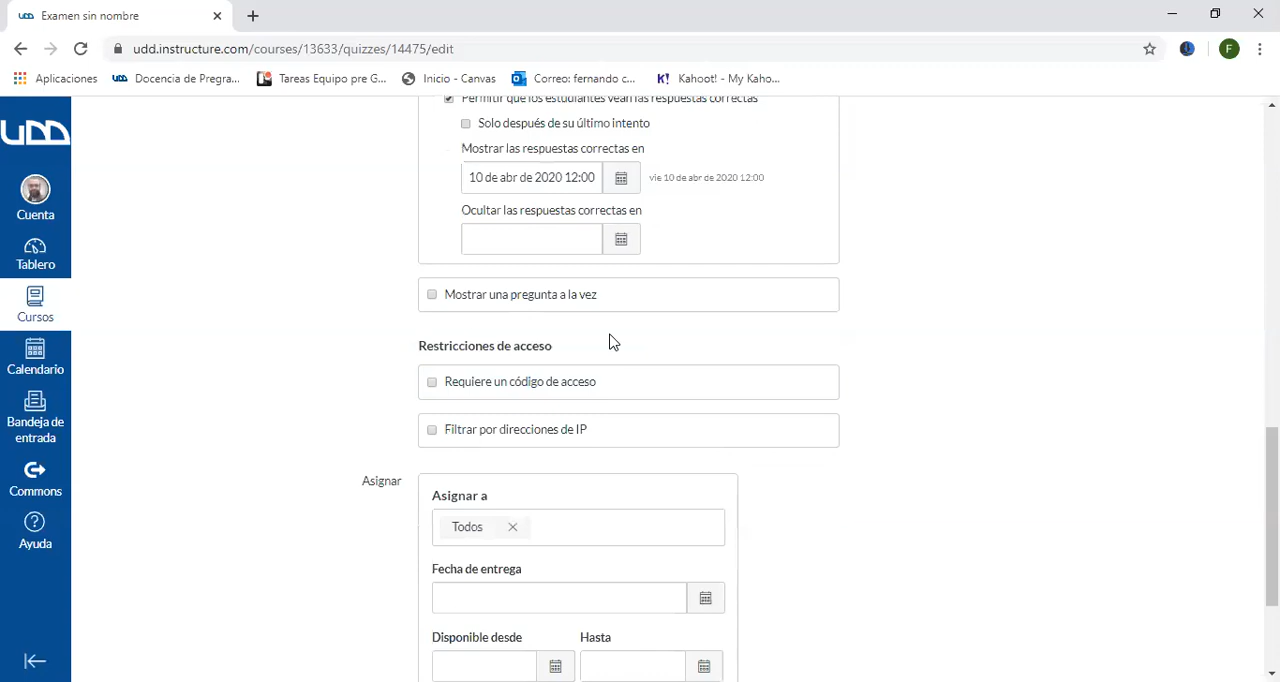 Examen sin nombre
udd.instructure.com/courses/13633/quizzes/14475/edit
F
Aplicaciones
Docencia de Pregra...
Tareas Equipo pre G...
Inicio - Canvas
Correo: fernando c...
Kahoot! - My Kaho...
UDD
Cuenta
Tablero
Cursos
Calendario
Bandeja de
entrada
Commons
Ayuda
Permitir que los estudiantes vean las respuestas correctas
Solo después de su último intento
Mostrar las respuestas correctas en
10 de abr de 2020 12:00
vie 10 de abr de 2020 12:00
Ocultar las respuestas correctas en
Mostrar una pregunta a la vez
Restricciones de acceso
Requiere un código de acceso
Filtrar por direcciones de IP
Asignar
Asignar a
Todos
Fecha de entrega
Disponible desde Hasta